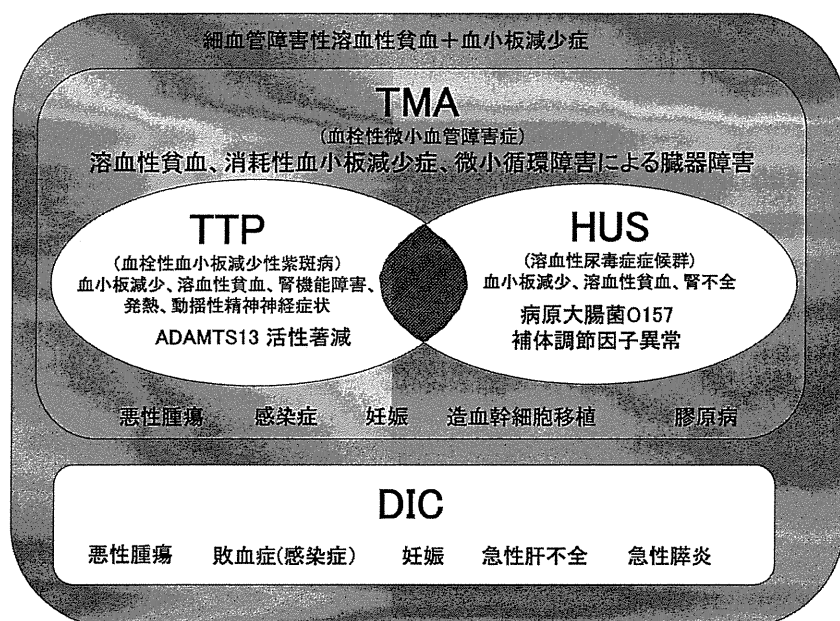 細血管障害性溶血性貧血+血小板減少症
TMA
(血栓性微小血管障害症)
溶血性貧血、消耗性血小板減少症、微小循環障害による臓器障害
TTP
(血栓性血小板減少性紫斑病)
血小板減少、溶血性貧血、腎機能障害、
発熱、動揺性精神神経症状
ADAMTS13 活性著減
HUS
(溶血性尿毒症症候群)
血小板減少、溶血性貧血、腎不全
病原大腸菌O157
補体調節因子異常
悪性腫瘍 感染症 妊娠 造血幹細胞移植 膠原病
DIC
悪性腫瘍 敗血症(感染症) 妊娠 急性肝不全 急性膵炎